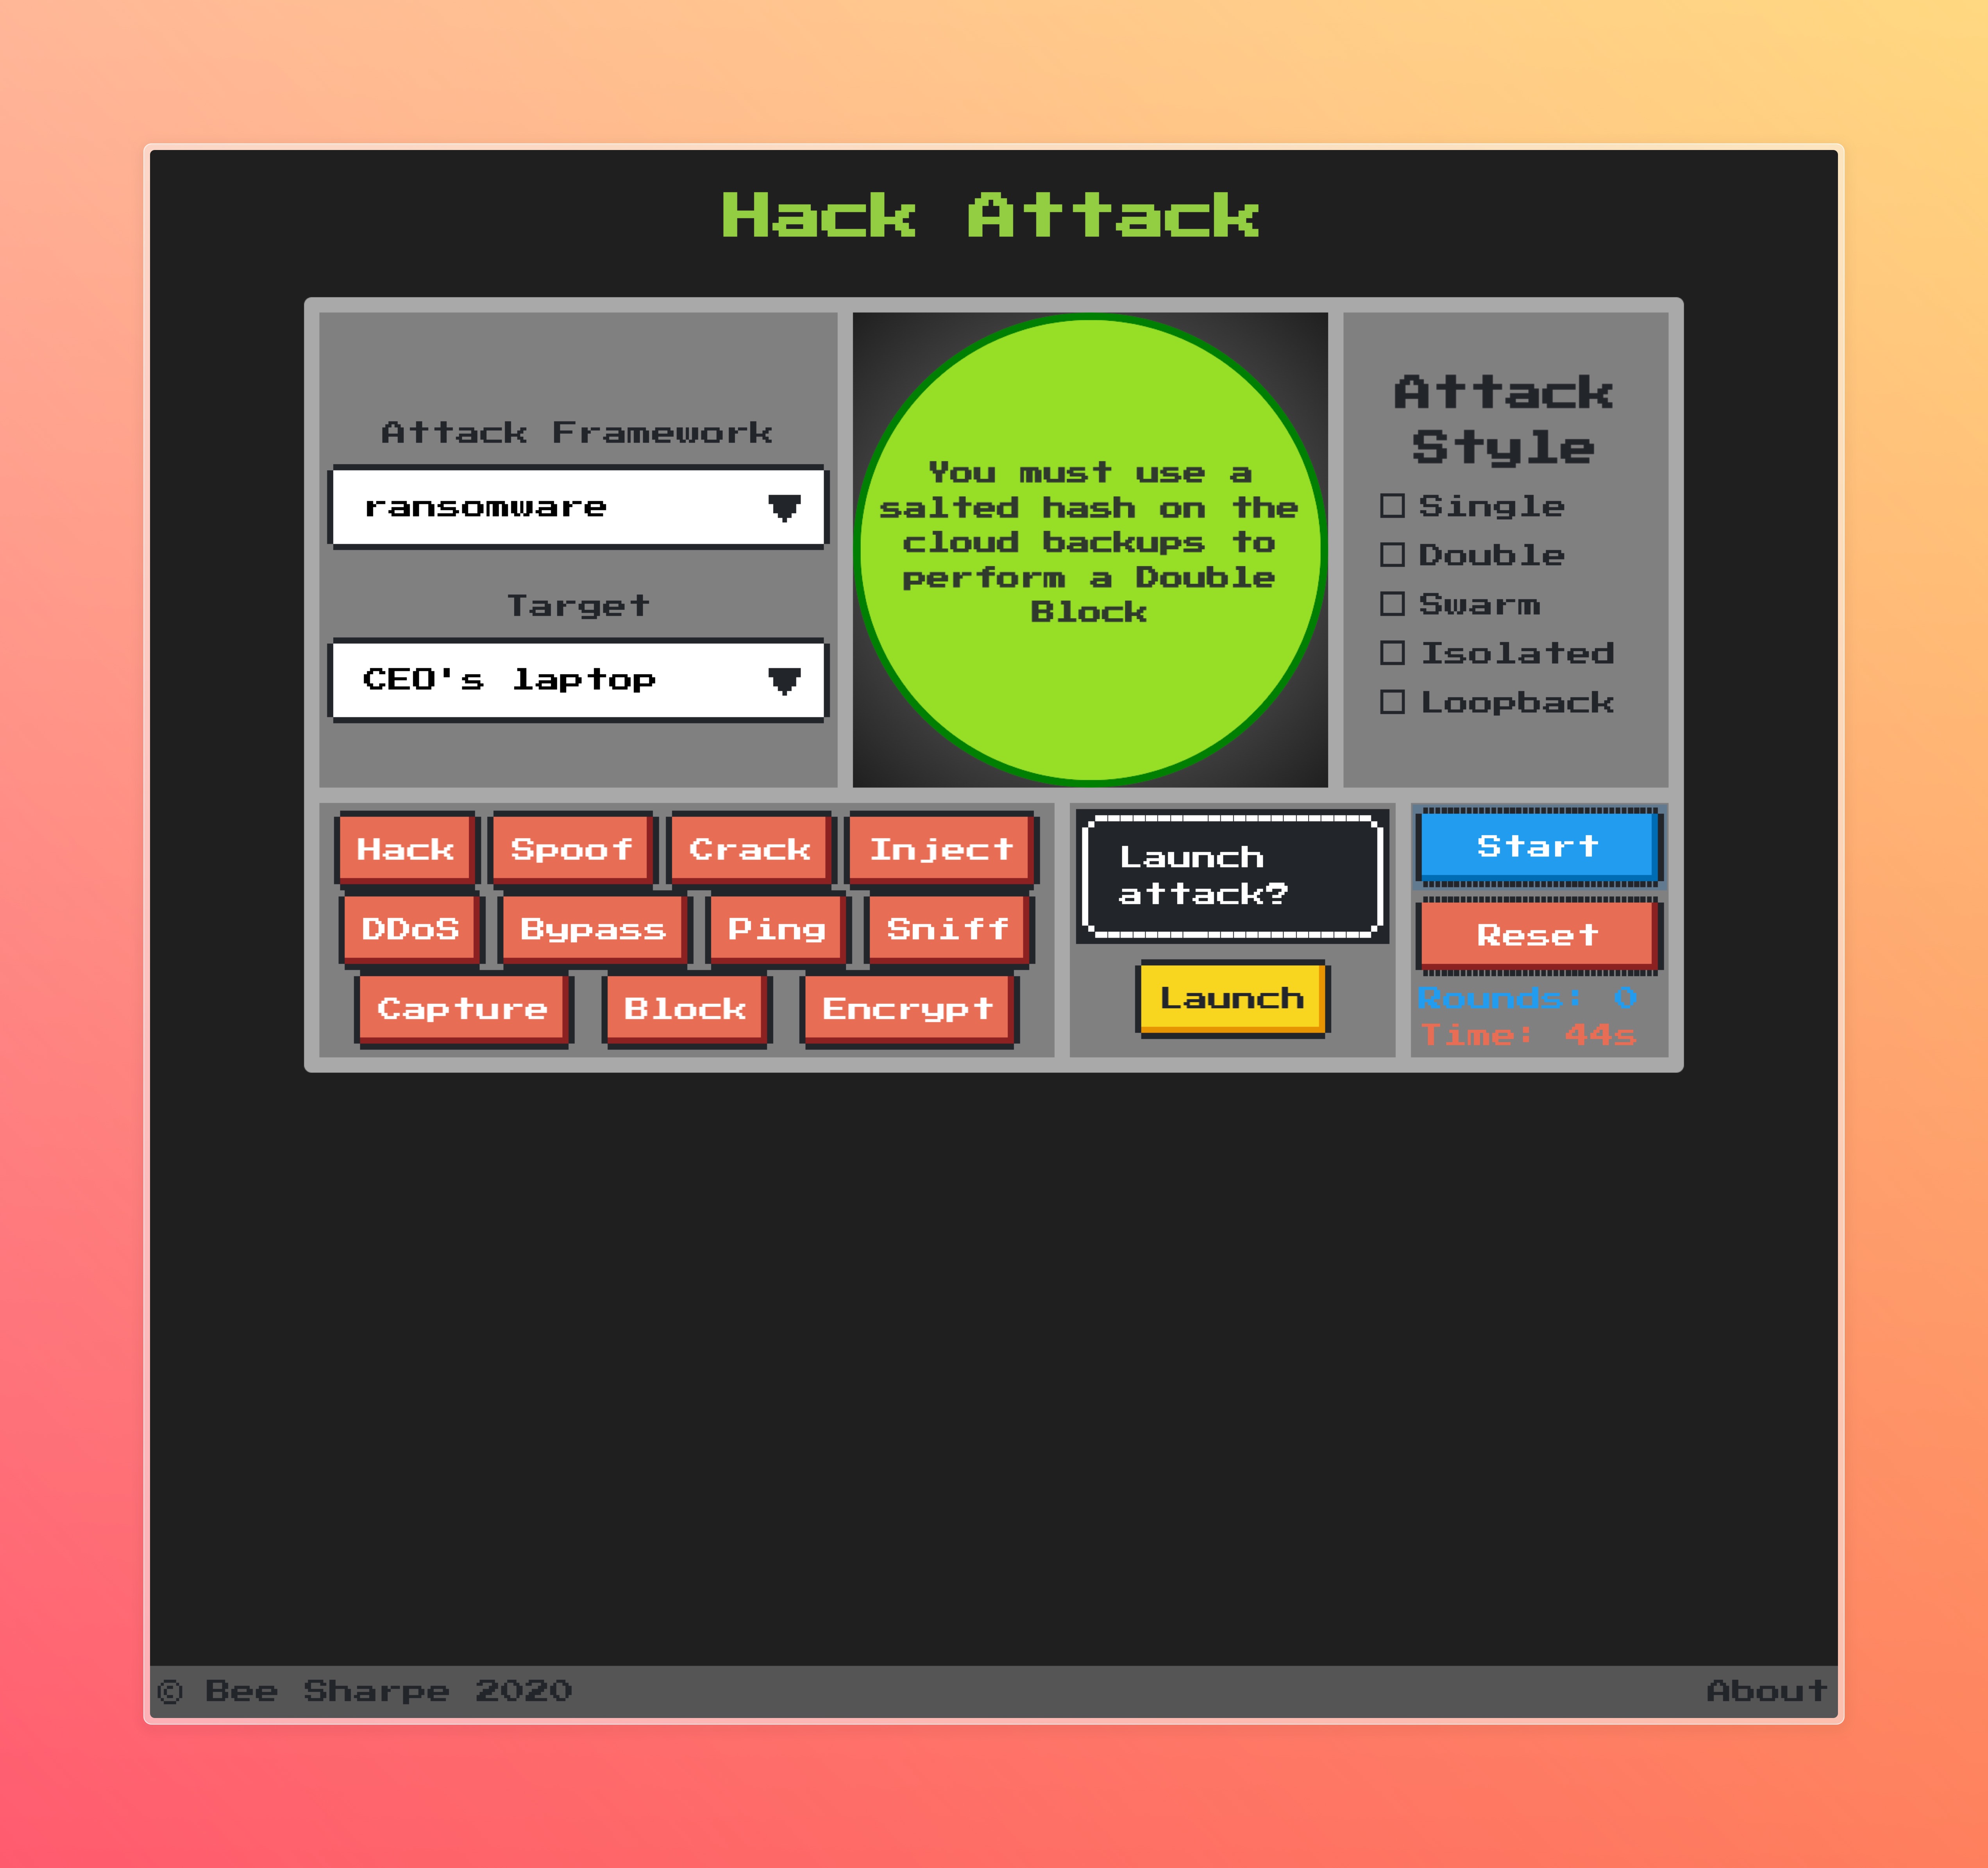 Hack Attack
Attack Framework
ransomware
Target
CEO's laptop
You must use a
salted hash on the
cloud backups to
perform a Double
Block
Attack
Style
Single
Double
Swarm
Isolated
Loopback
Hack Spoof Crack Inject
DDoS Bypass Ping Sniff
Capture Block Encrypt
Launch
attack?
Launch
Start
Reset
Rounds: 0
Time: 44s
© Bee Sharpe 2020
About